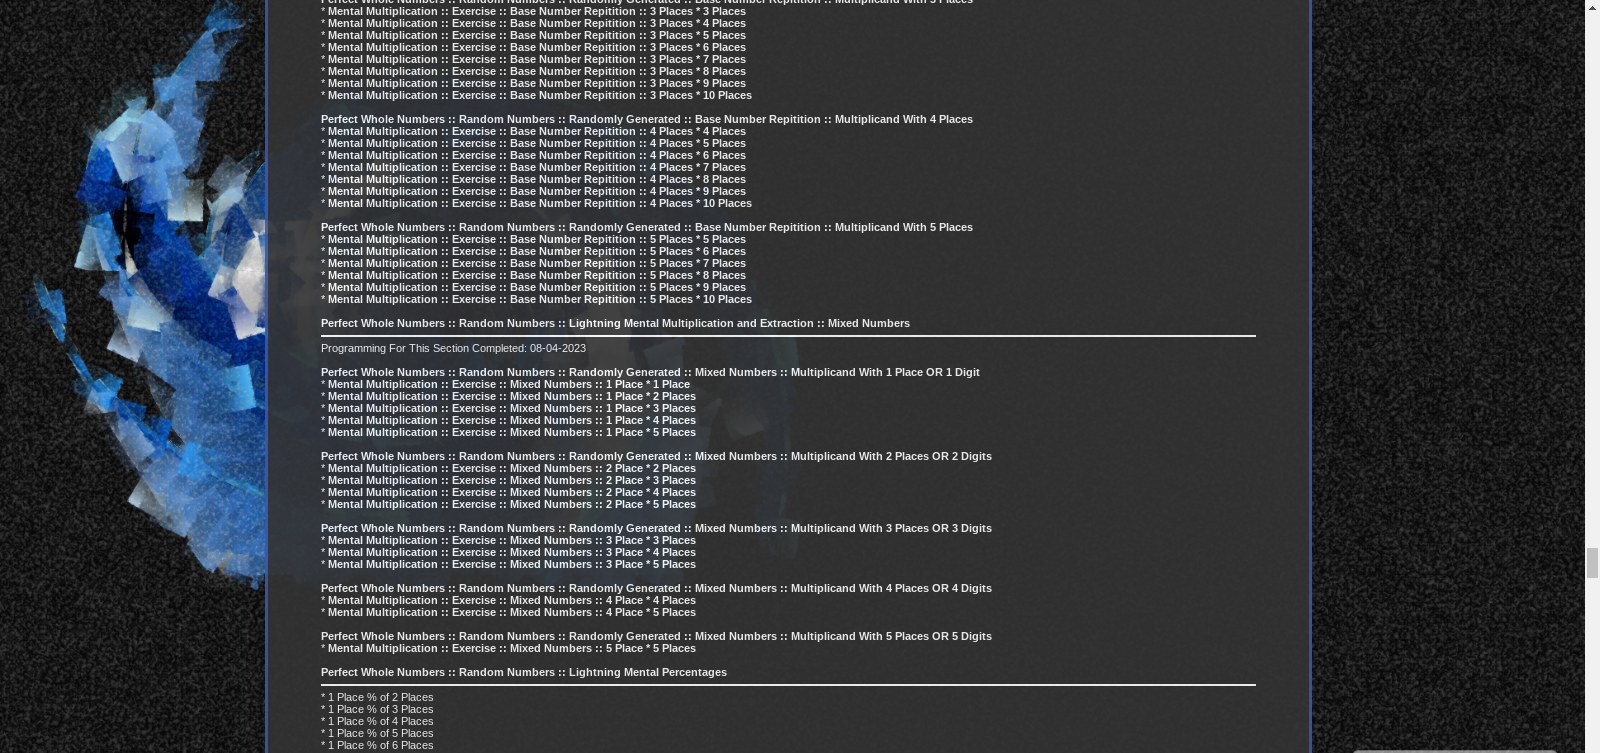 Perfect Whole Numbers :: Random Numbers :: Randomly Generated :: Base Number Repitition :: Multiplicand With 3 Places
* Mental Multiplication :: Exercise :: Base Number Repitition :: 3 Places * 3 Places
* Mental Multiplication :: Exercise :: Base Number Repitition :: 3 Places * 4 Places
* Mental Multiplication :: Exercise :: Base Number Repitition :: 3 Places * 5 Places
* Mental Multiplication :: Exercise :: Base Number Repitition :: 3 Places * 6 Places
* Mental Multiplication :: Exercise :: Base Number Repitition :: 3 Places * 7 Places
* Mental Multiplication :: Exercise :: Base Number Repitition :: 3 Places * 8 Places
* Mental Multiplication :: Exercise :: Base Number Repitition :: 3 Places * 9 Places
* Mental Multiplication :: Exercise :: Base Number Repitition :: 3 Places * 10 Places
Perfect Whole Numbers :: Random Numbers :: Randomly Generated :: Base Number Repitition :: Multiplicand With 4 Places
* Mental Multiplication :: Exercise :: Base Number Repitition :: 4 Places * 4 Places
* Mental Multiplication :: Exercise :: Base Number Repitition :: 4 Places * 5 Places
* Mental Multiplication :: Exercise :: Base Number Repitition :: 4 Places * 6 Places
* Mental Multiplication :: Exercise :: Base Number Repitition :: 4 Places * 7 Places
* Mental Multiplication :: Exercise :: Base Number Repitition :: 4 Places * 8 Places
* Mental Multiplication :: Exercise :: Base Number Repitition :: 4 Places * 9 Places
* Mental Multiplication :: Exercise :: Base Number Repitition :: 4 Places * 10 Places
Perfect Whole Numbers :: Random Numbers :: Randomly Generated :: Base Number Repitition :: Multiplicand With 5 Places
* Mental Multiplication :: Exercise :: Base Number Repitition :: 5 Places * 5 Places
* Mental Multiplication :: Exercise :: Base Number Repitition :: 5 Places * 6 Places
* Mental Multiplication :: Exercise :: Base Number Repitition :: 5 Places * 7 Places
* Mental Multiplication :: Exercise :: Base Number Repitition :: 5 Places * 8 Places
* Mental Multiplication :: Exercise :: Base Number Repitition :: 5 Places * 9 Places
* Mental Multiplication :: Exercise :: Base Number Repitition :: 5 Places * 10 Places
Perfect Whole Numbers :: Random Numbers :: Lightning Mental Multiplication and Extraction :: Mixed Numbers
Programming For This Section Completed: 08-04-2023
Perfect Whole Numbers :: Random Numbers :: Randomly Generated :: Mixed Numbers :: Multiplicand With 1 Place OR 1 Digit
* Mental Multiplication :: Exercise :: Mixed Numbers :: 1 Place * 1 Place
* Mental Multiplication :: Exercise :: Mixed Numbers :: 1 Place * 2 Places
* Mental Multiplication :: Exercise :: Mixed Numbers :: 1 Place * 3 Places
* Mental Multiplication :: Exercise :: Mixed Numbers :: 1 Place * 4 Places
* Mental Multiplication :: Exercise :: Mixed Numbers :: 1 Place * 5 Places
Perfect Whole Numbers :: Random Numbers :: Randomly Generated :: Mixed Numbers :: Multiplicand With 2 Places OR 2 Digits
* Mental Multiplication :: Exercise :: Mixed Numbers :: 2 Place * 2 Places
* Mental Multiplication :: Exercise :: Mixed Numbers :: 2 Place * 3 Places
* Mental Multiplication :: Exercise :: Mixed Numbers :: 2 Place * 4 Places
* Mental Multiplication :: Exercise :: Mixed Numbers :: 2 Place * 5 Places
Perfect Whole Numbers :: Random Numbers :: Randomly Generated :: Mixed Numbers :: Multiplicand With 3 Places OR 3 Digits
* Mental Multiplication :: Exercise :: Mixed Numbers :: 3 Place * 3 Places
* Mental Multiplication :: Exercise :: Mixed Numbers :: 3 Place * 4 Places
* Mental Multiplication :: Exercise :: Mixed Numbers :: 3 Place * 5 Places
Perfect Whole Numbers :: Random Numbers :: Randomly Generated :: Mixed Numbers :: Multiplicand With 4 Places OR 4 Digits
* Mental Multiplication :: Exercise :: Mixed Numbers :: 4 Place * 4 Places
* Mental Multiplication :: Exercise :: Mixed Numbers :: 4 Place * 5 Places
Perfect Whole Numbers :: Random Numbers :: Randomly Generated :: Mixed Numbers :: Multiplicand With 5 Places OR 5 Digits
* Mental Multiplication :: Exercise :: Mixed Numbers :: 5 Place * 5 Places
Perfect Whole Numbers :: Random Numbers :: Lightning Mental Percentages
* 1 Place % of 2 Places
* 1 Place % of 3 Places
* 1 Place % of 4 Places
* 1 Place % of 5 Places
* 1 Place % of 6 Places